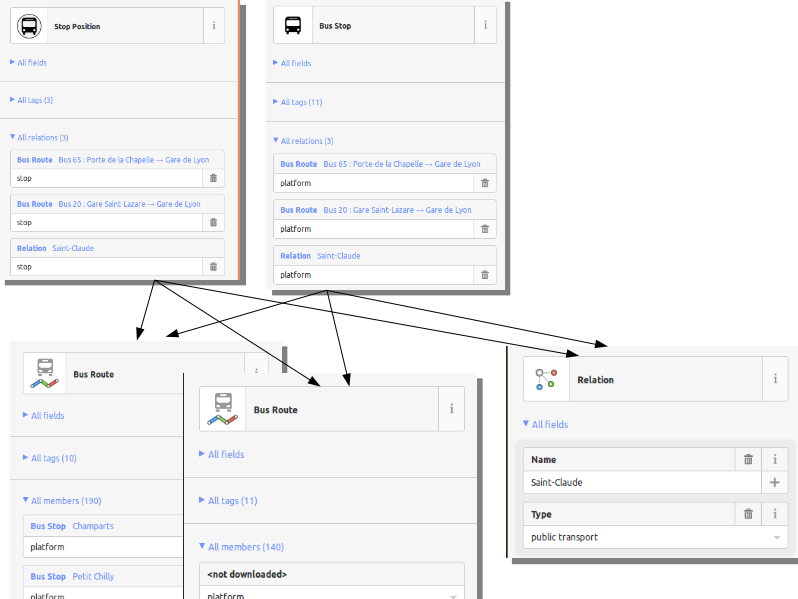 Stop Position
i
All fields
All tags (3)
All relations (3)
Bus Route Bus 65 : Porte de la Chapelle → Gare de Lyon
stop
Bus Route Bus 20 : Gare Saint-Lazare → Gare de Lyon
stop
Relation Saint-Claude
stop
Bus Stop
i
All fields
All tags (11)
All relations (3)
Bus Route Bus 65 : Porte de la Chapelle → Gare de Lyon
platform
Bus Route Bus 20 : Gare Saint-Lazare → Gare de Lyon
platform
Relation Saint-Claude
platform
Bus Route
i
All fields
All tags (10)
All members (190)
Bus Stop Champarts
platform
Bus Stop Petit Chilly
platform
Bus Route
i
All fields
All tags (11)
All members (140)
<not downloaded>
platform
Relation
i
All fields
Name
i
Saint-Claude
+
Type
i
public transport